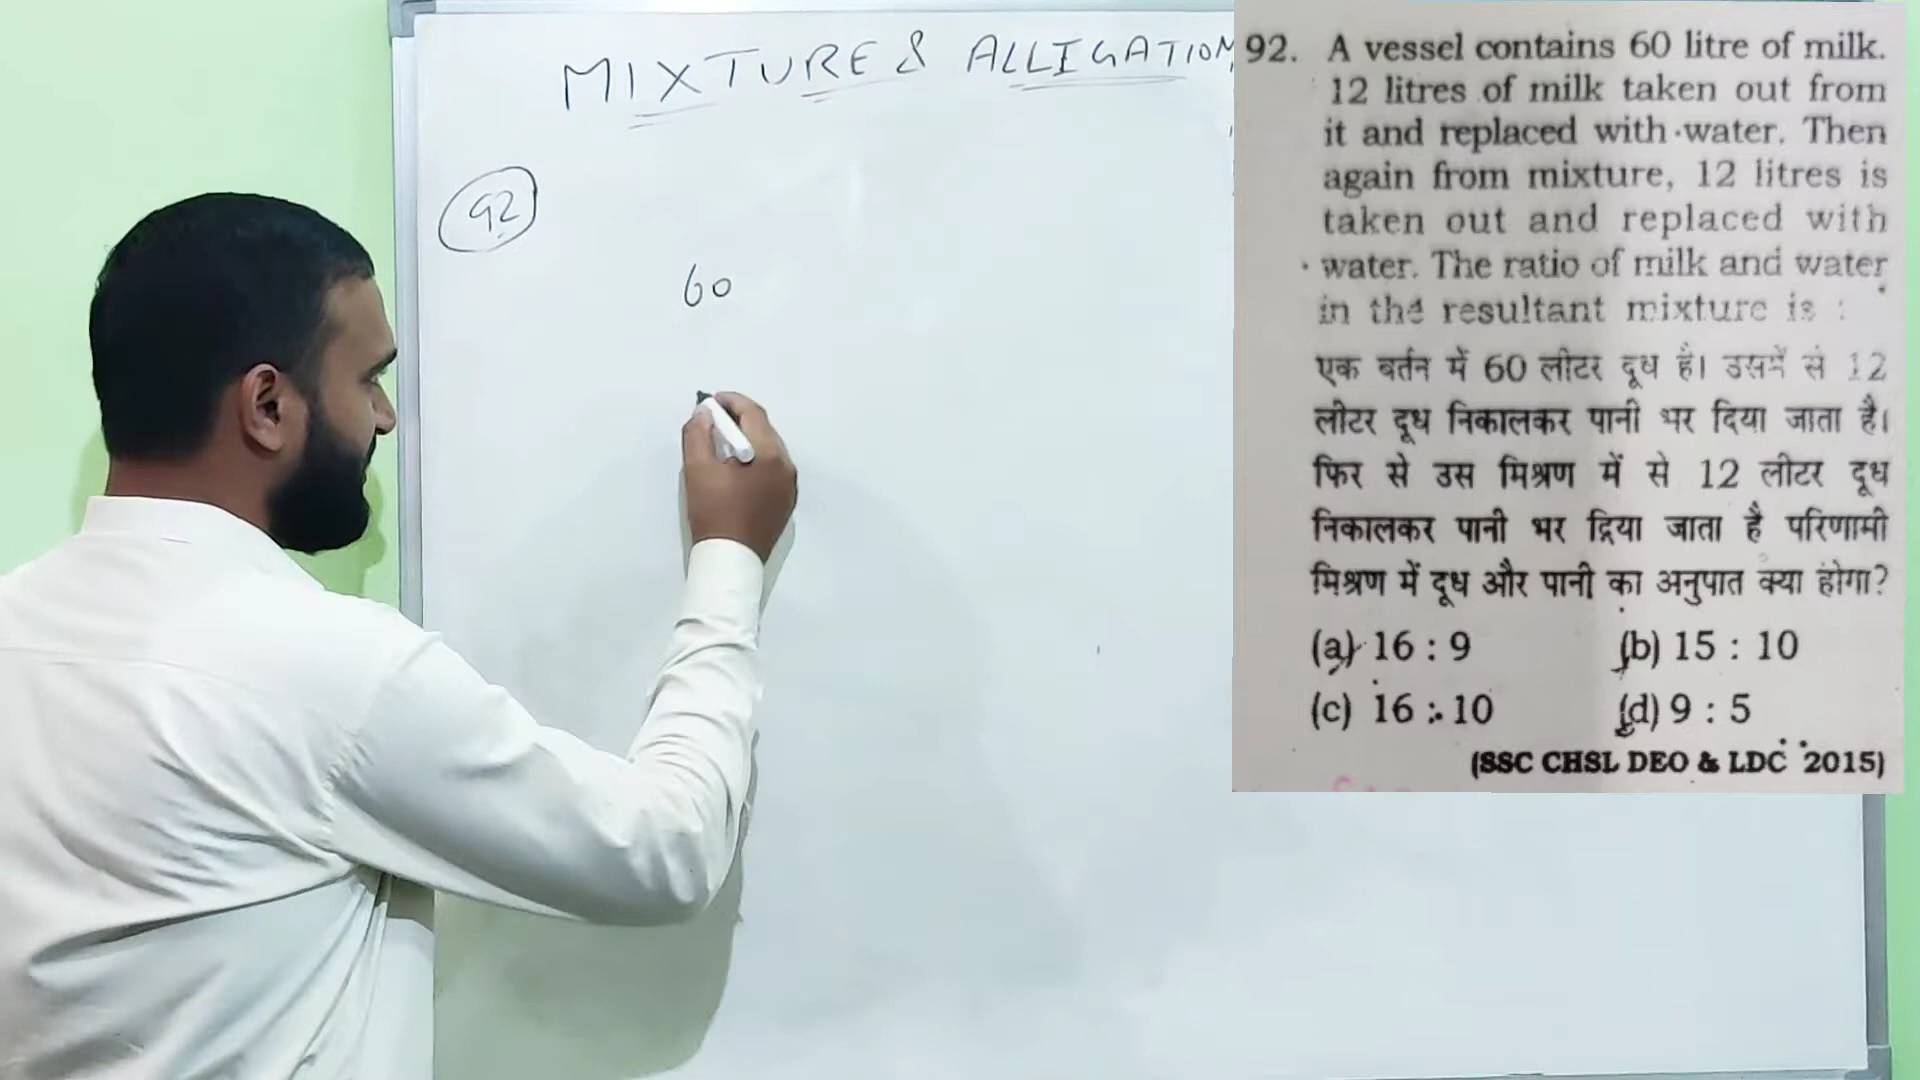 MIXTURE & ALLIGATION
92
60
92. A vessel contains 60 litre of milk.
12 litres of milk taken out from
it and replaced with water. Then
again from mixture, 12 litres is
taken out and replaced with
water. The ratio of milk and water
in the resultant mixture is :
एक बर्तन में 60 लीटर दूध है। उसमें से 12
लीटर दूध निकालकर पानी भर दिया जाता है।
फिर से उस मिश्रण में से 12 लीटर दूध
निकालकर पानी भर दिया जाता है परिणामी
मिश्रण में दूध और पानी का अनुपात क्या होगा?
(a) 16 : 9 (b) 15 : 10
(c) 16 : 10 (d) 9 : 5
(SSC CHSL DEO & LDC 2015)